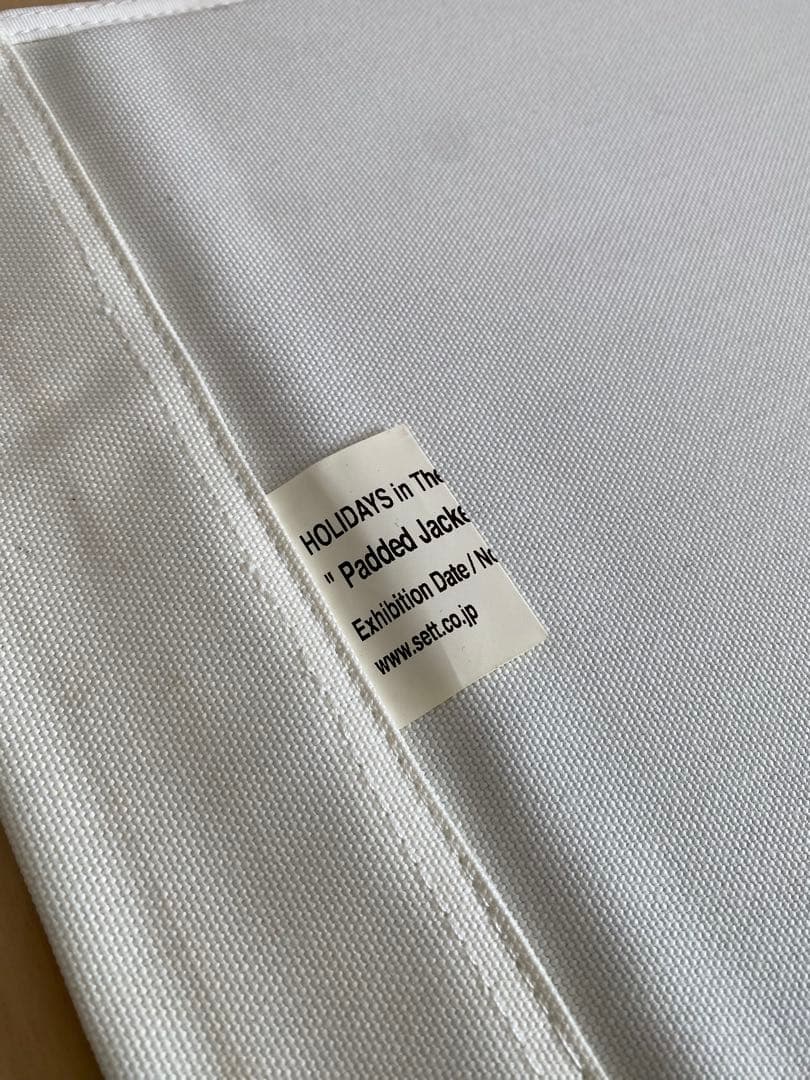 HOLIDAYS in The
" Padded Jacke
Exhibition Date / No
www.sett.co.jp